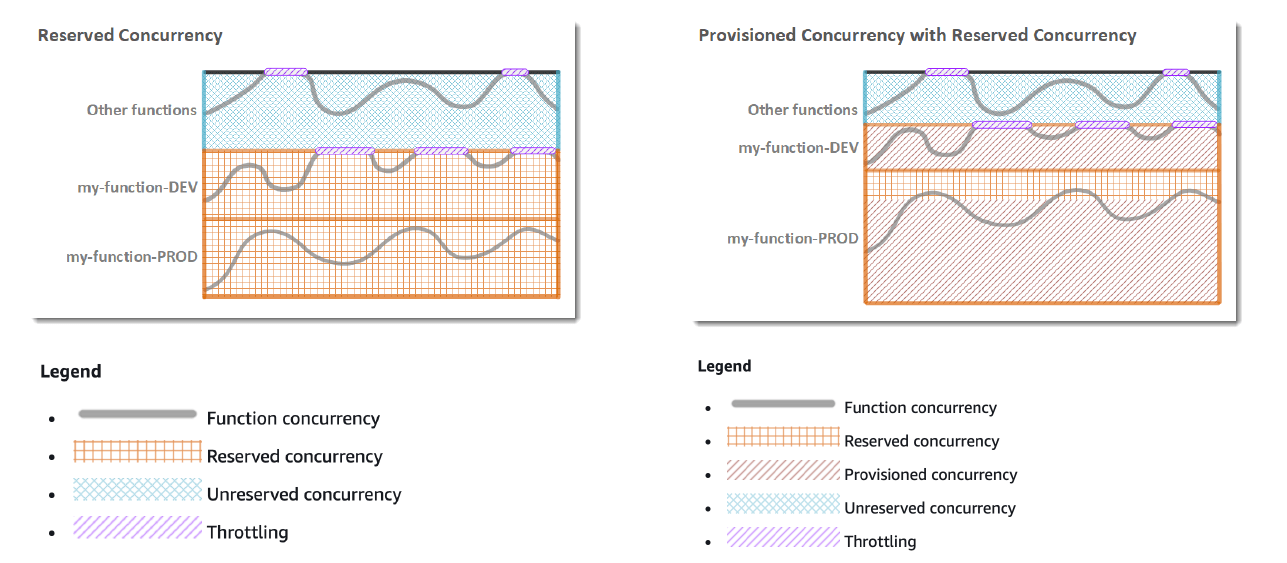 Reserved Concurrency
Other functions
my-function-DEV
my-function-PROD
Legend
• Function concurrency
• Reserved concurrency
• Unreserved concurrency
• Throttling
Provisioned Concurrency with Reserved Concurrency
Other functions
my-function-DEV
my-function-PROD
Legend
• Function concurrency
• Reserved concurrency
• Provisioned concurrency
• Unreserved concurrency
• Throttling